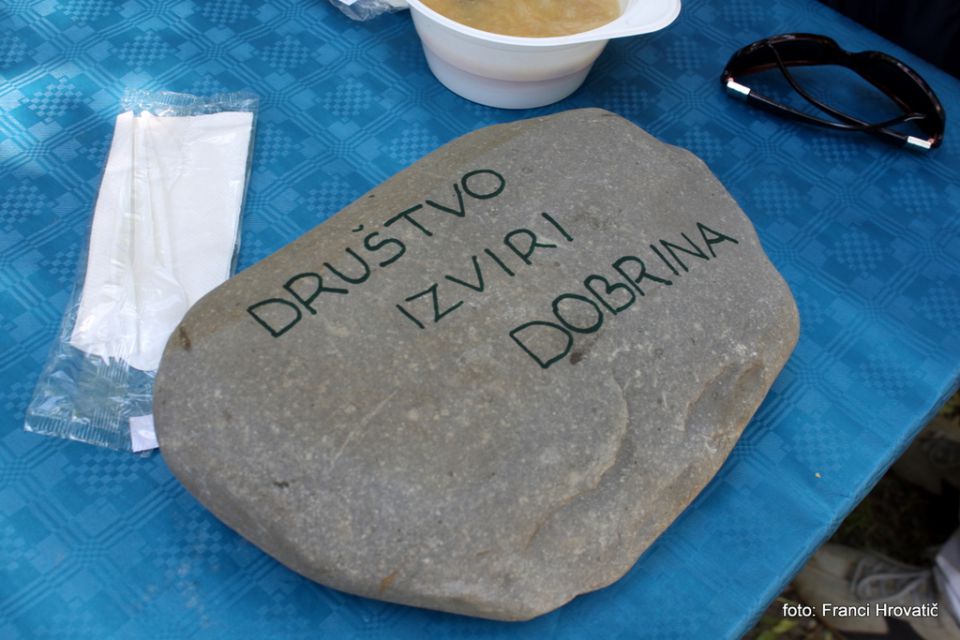 DRUŠTVO
IZVIRI
DOBRINA
foto: Franci Hrovatič